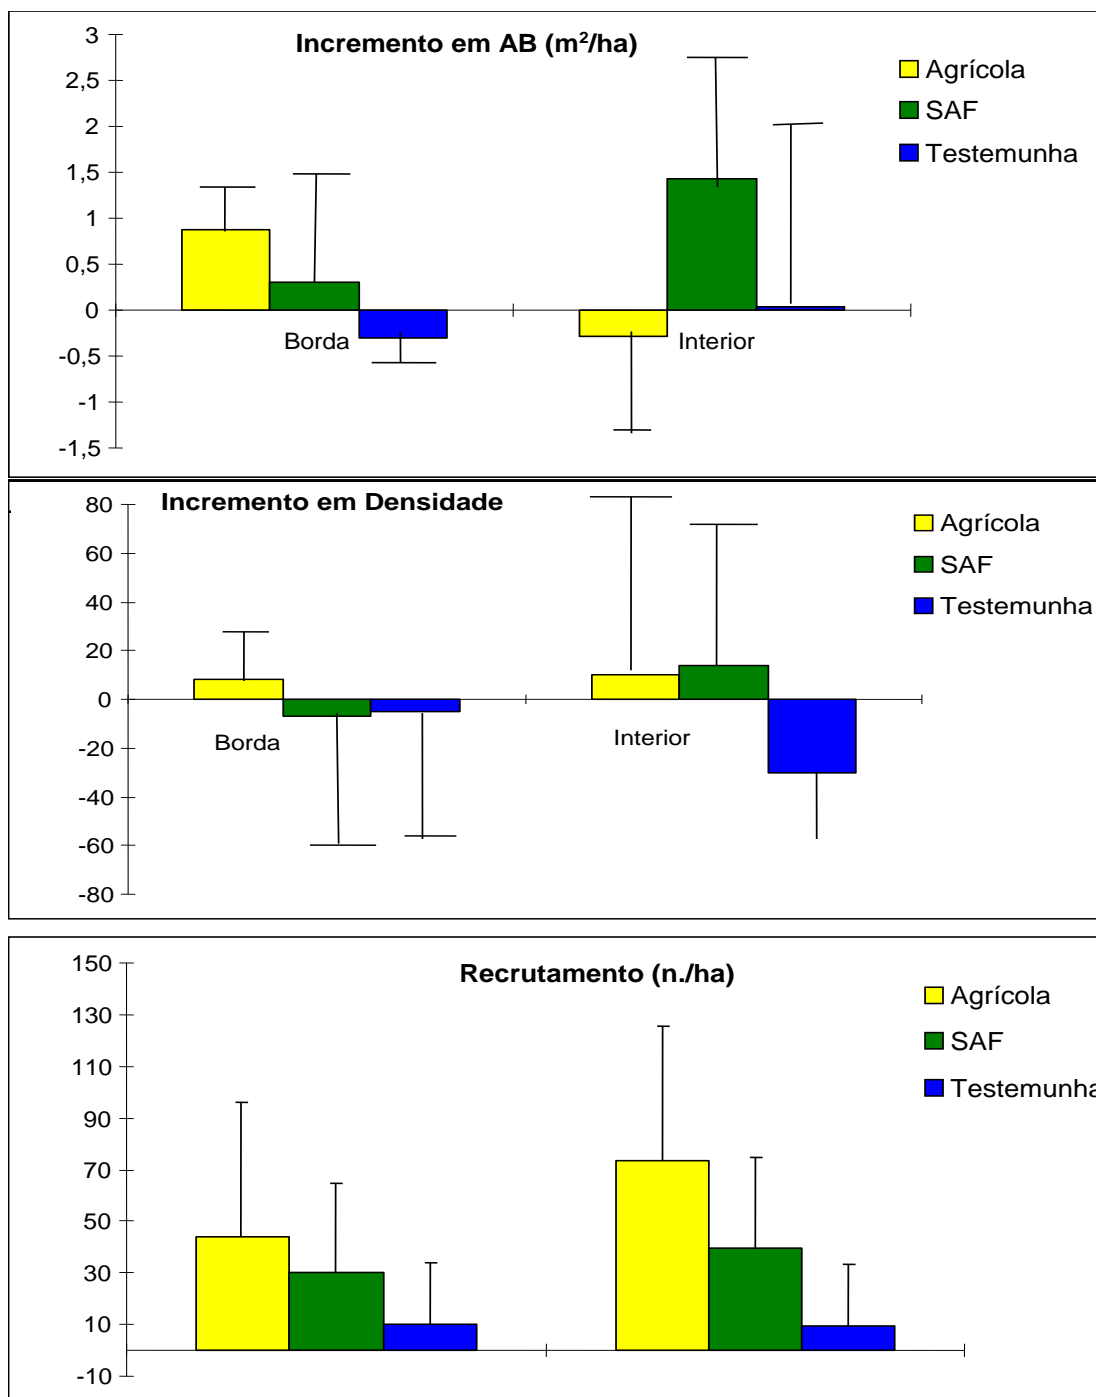 Incremento em AB (m²/ha)
3
2,5
2
1,5
1
0,5
0
-0,5
-1
-1,5
Borda
Interior
Agrícola
SAF
Testemunha
Incremento em Densidade
80
60
40
20
0
-20
-40
-60
-80
Borda
Interior
Agrícola
SAF
Testemunha
Recrutamento (n./ha)
150
130
110
90
70
50
30
10
-10
Agrícola
SAF
Testemunha